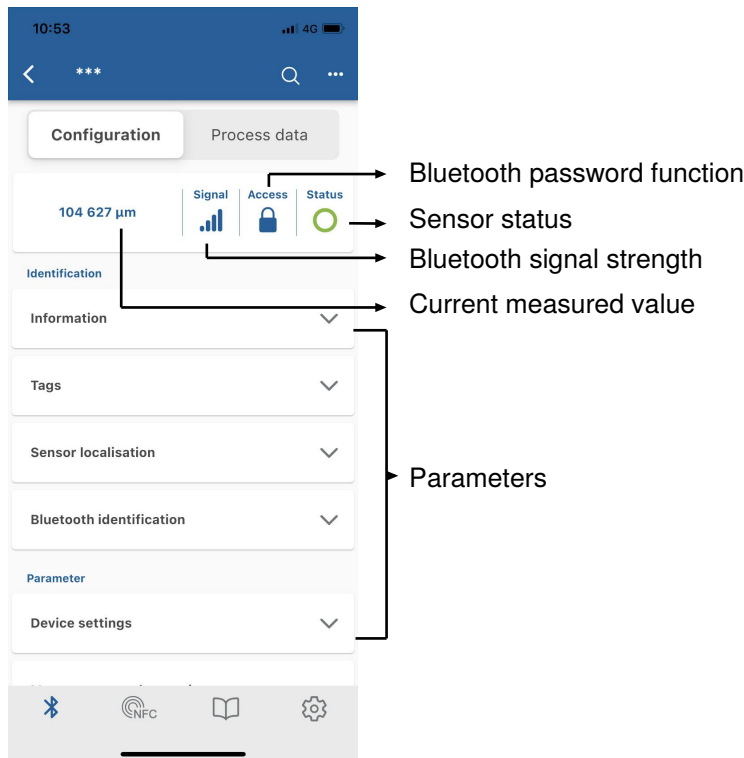 10:53
4G
***
Configuration
Process data
104 627 µm
Signal
Access
Status
Bluetooth password function
Sensor status
Bluetooth signal strength
Current measured value
Identification
Information
Tags
Sensor localisation
Bluetooth identification
Parameters
Parameter
Device settings
NFC